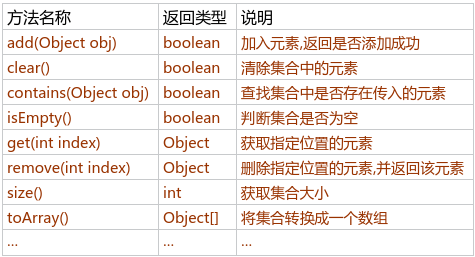 方法名称 返回类型 说明
add(Object obj) boolean 加入元素,返回是否添加成功
clear() boolean 清除集合中的元素
contains(Object obj) boolean 查找集合中是否存在传入的元素
isEmpty() boolean 判断集合是否为空
get(int index) Object 获取指定位置的元素
remove(int index) Object 删除指定位置的元素,并返回该元素
size() int 获取集合大小
toArray() Object[] 将集合转换成一个数组
... ... ...